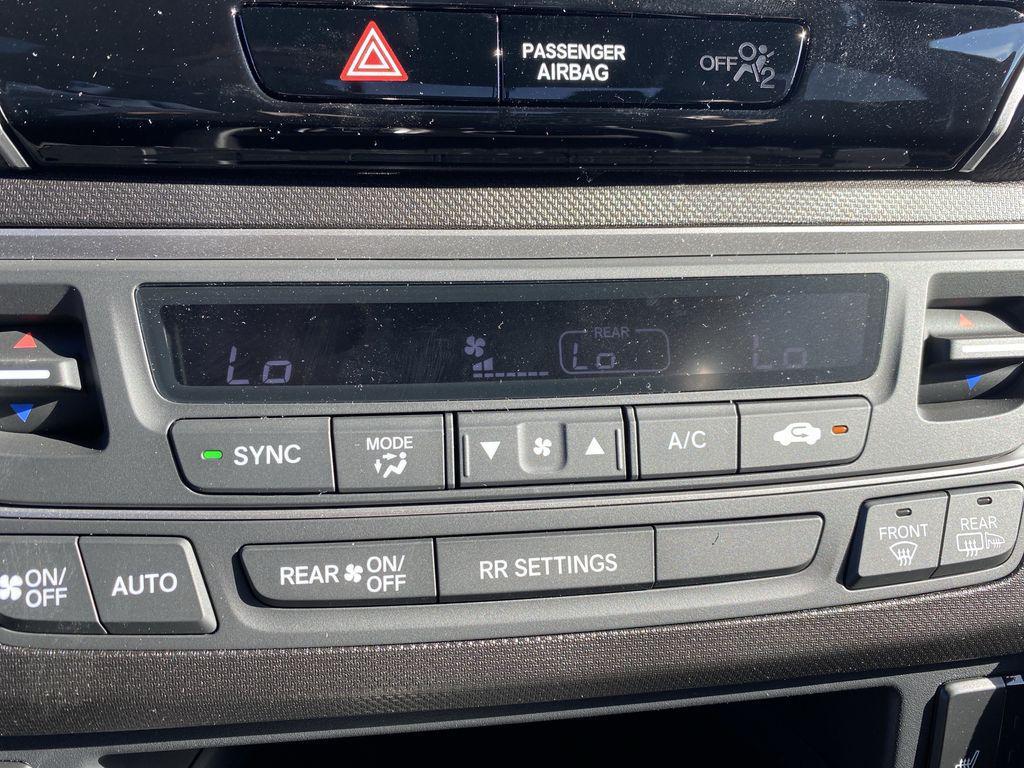 PASSENGER
AIRBAG
OFF
2
REAR
Lo
Lo
Lo
SYNC
MODE
A/C
ON/
OFF
AUTO
REAR ON/
OFF
RR SETTINGS
FRONT
REAR